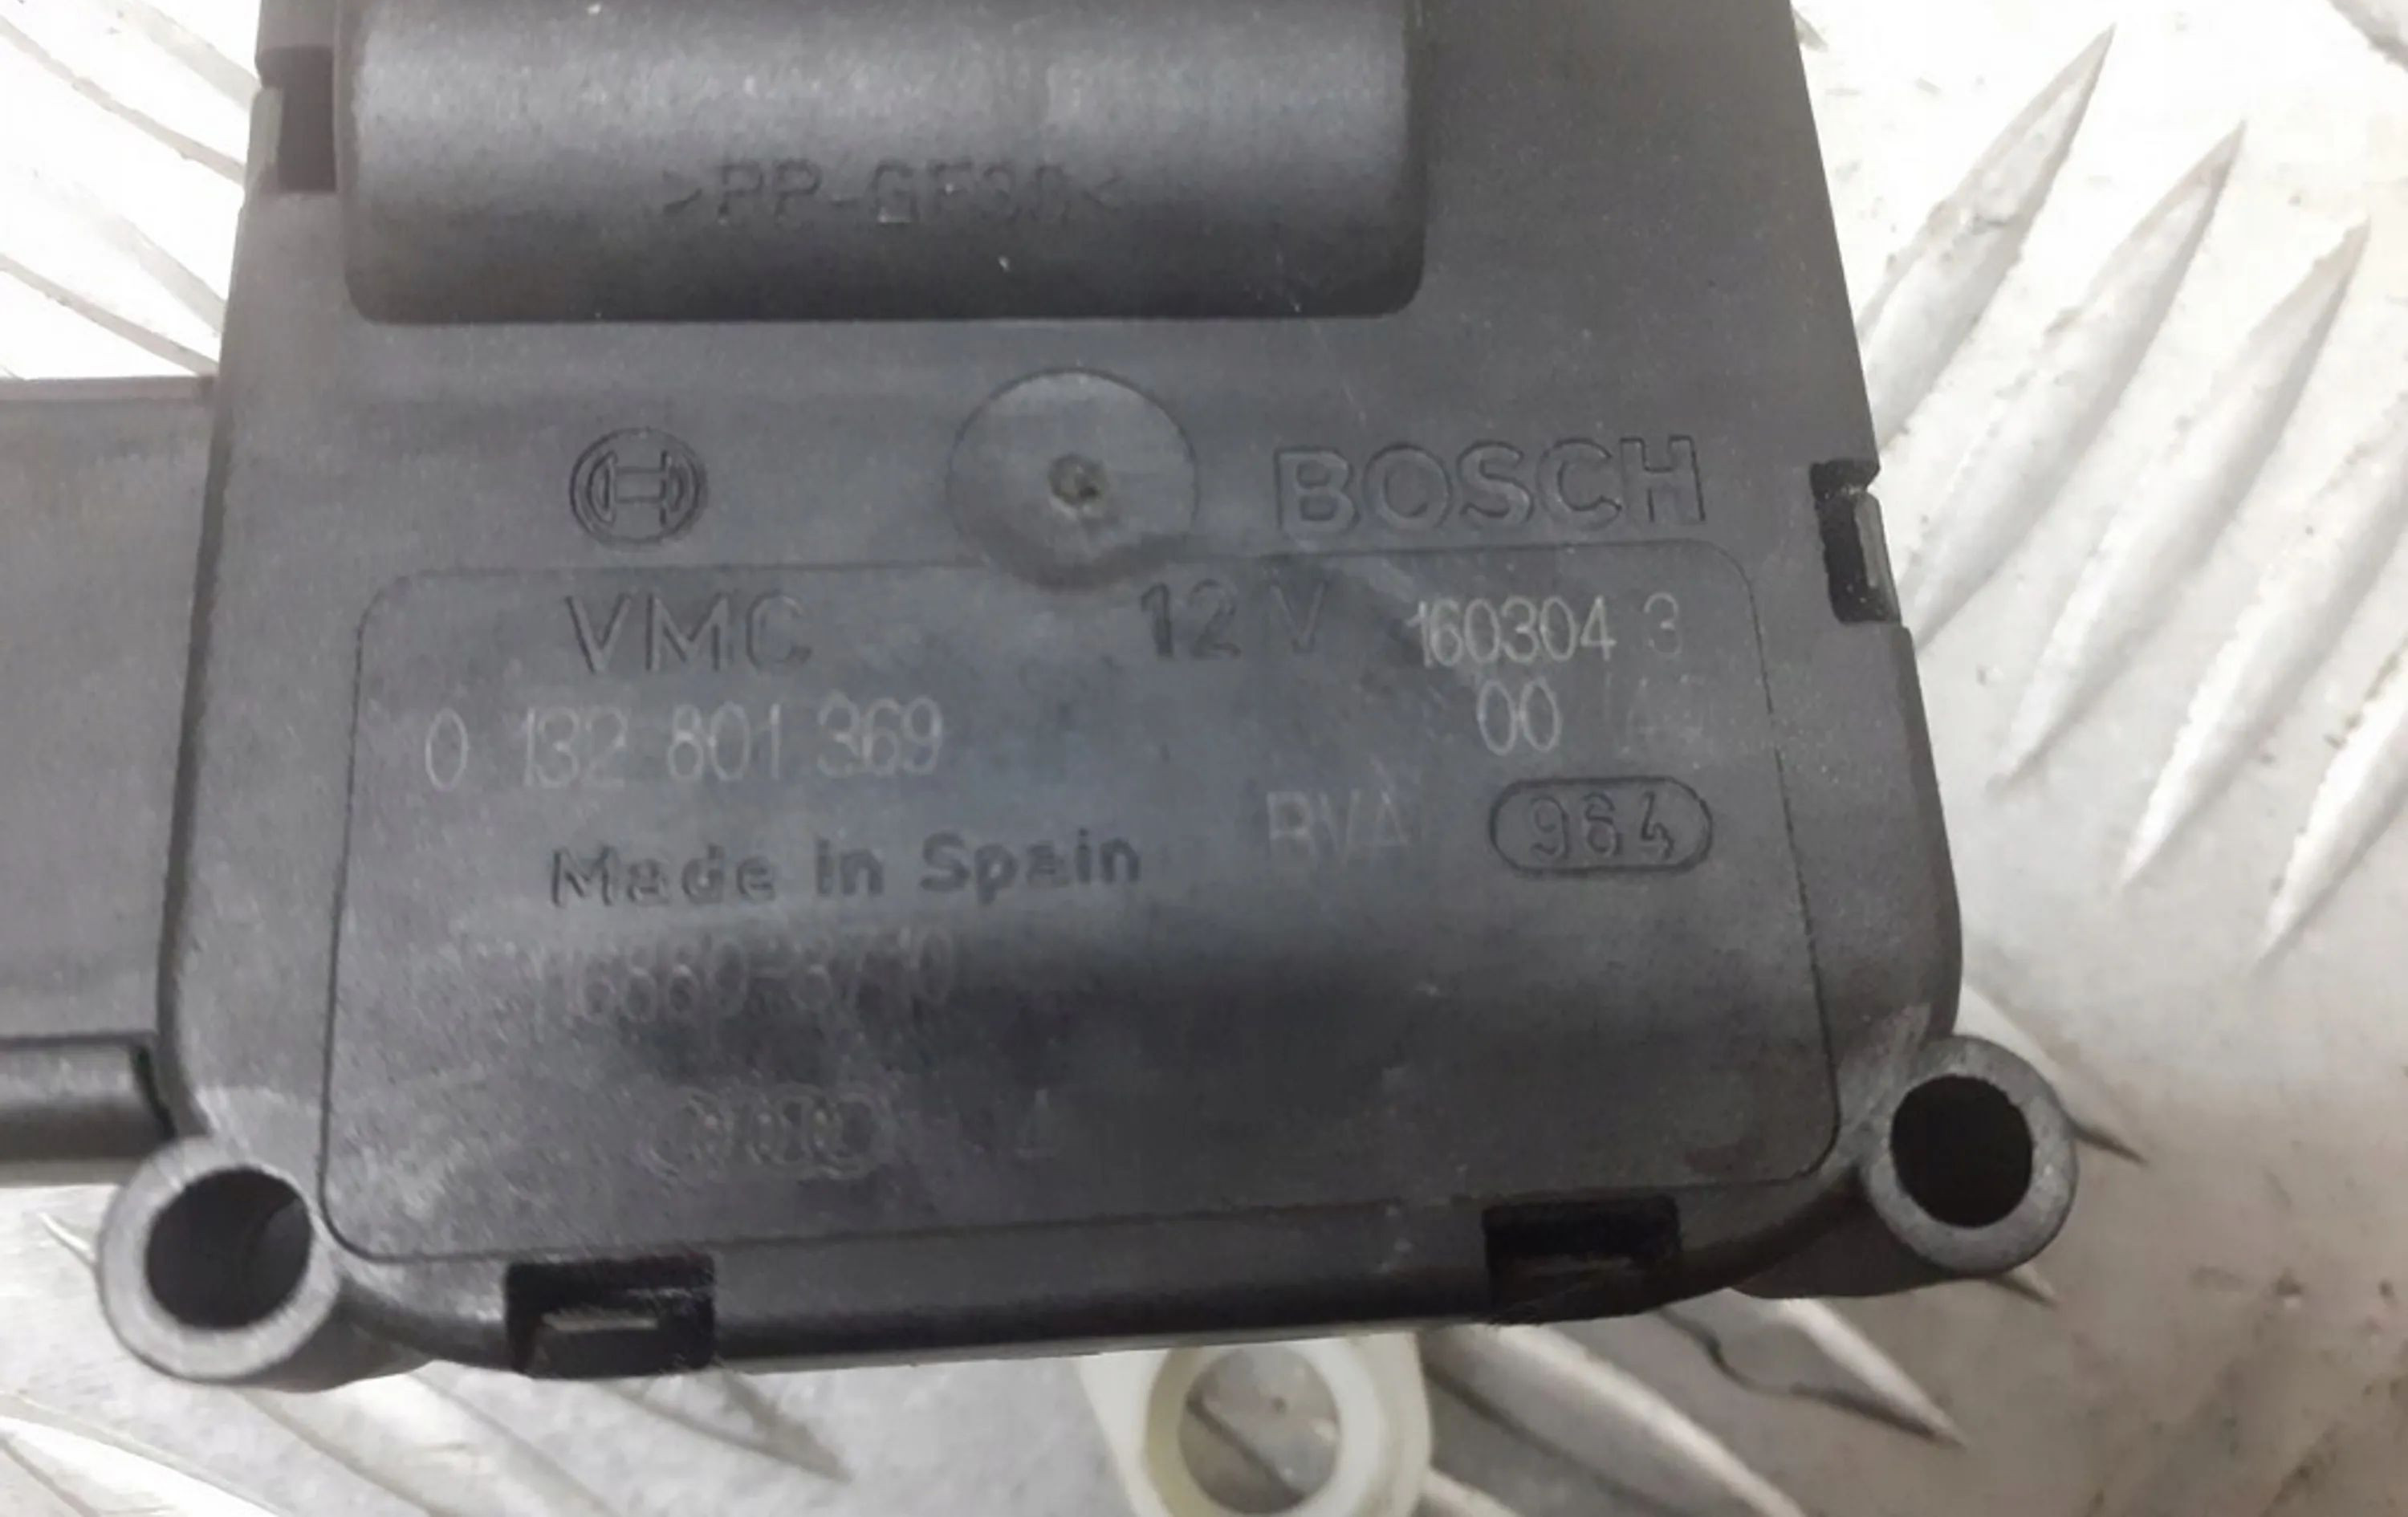 >PP-GF30<
BOSCH
VMC 12 V 160304 3
0 132 801 369 00
Made in Spain 964